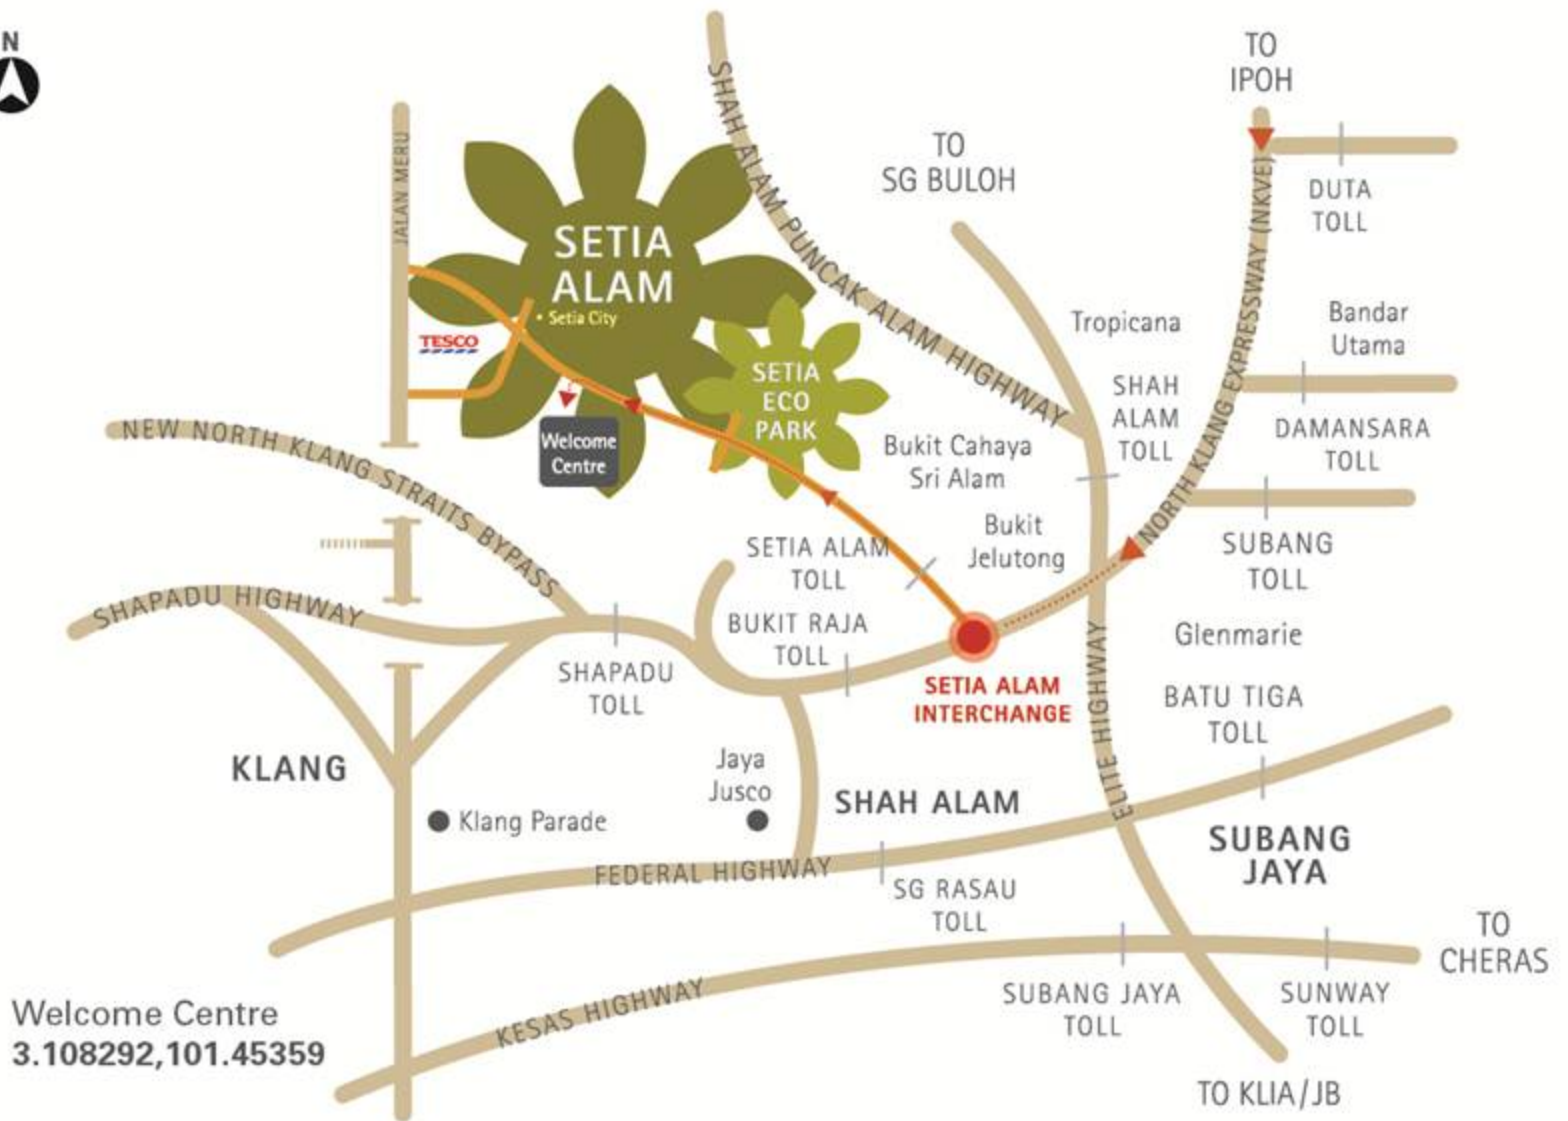 N
TO
IPOH
SHAH ALAM PUNCAK ALAM HIGHWAY
TO
SG BULOH
JALAN MERU
DUTA
TOLL
SETIA
ALAM
• Setia City
NORTH KLANG EXPRESSWAY (NKVE)
Tropicana
Bandar
Utama
TESCO
SETIA
ECO
PARK
SHAH
ALAM
TOLL
DAMANSARA
TOLL
NEW NORTH KLANG STRAITS BYPASS
Welcome
Centre
Bukit Cahaya
Sri Alam
Bukit
Jelutong
SETIA ALAM
TOLL
SUBANG
TOLL
SHAPADU HIGHWAY
BUKIT RAJA
TOLL
Glenmarie
SHAPADU
TOLL
SETIA ALAM
INTERCHANGE
ELITE HIGHWAY
BATU TIGA
TOLL
KLANG
Jaya
Jusco
SHAH ALAM
Klang Parade
SUBANG
JAYA
FEDERAL HIGHWAY
SG RASAU
TOLL
TO
CHERAS
KESAS HIGHWAY
SUBANG JAYA
TOLL
SUNWAY
TOLL
Welcome Centre
3.108292,101.45359
TO KLIA/JB